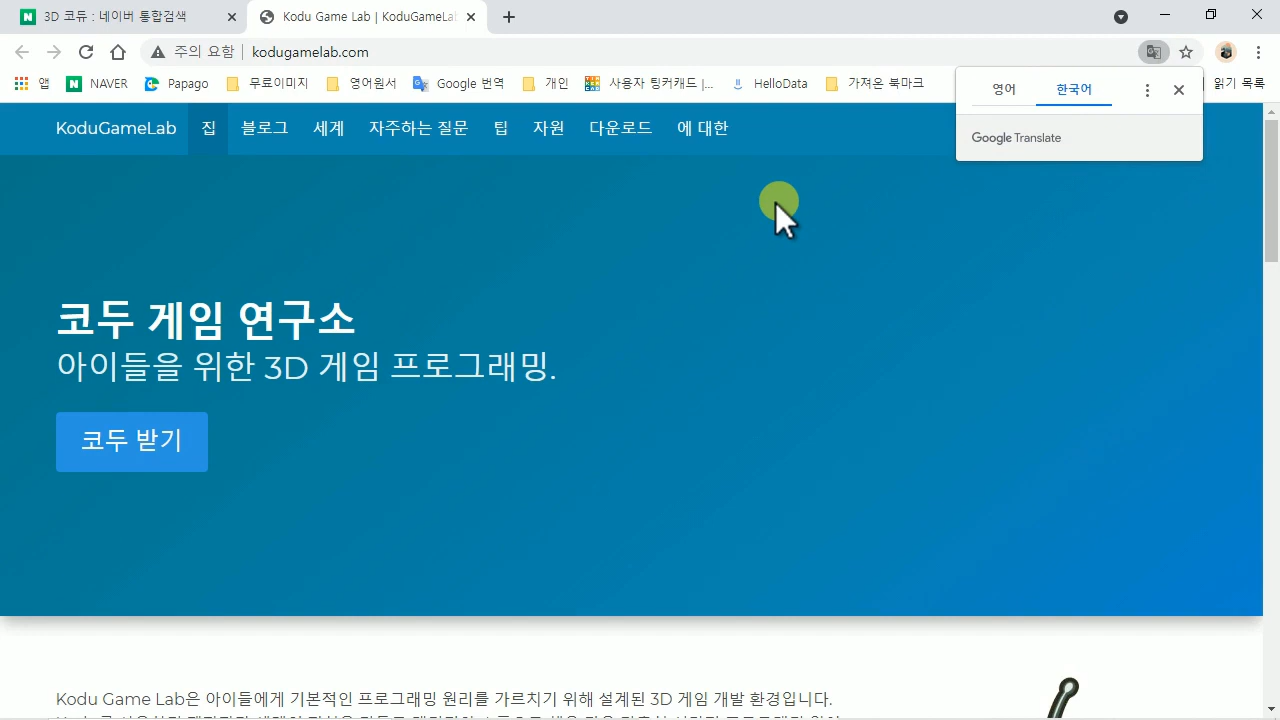 3D 코듀 : 네이버 통합검색
Kodu Game Lab | KoduGameLab
주의 요함
kodugamelab.com
앱
NAVER
Papago
무료이미지
영어원서
Google 번역
개인
사용자 팅커캐드 |...
HelloData
가져온 북마크
읽기 목록
영어
한국어
Google Translate
KoduGameLab
집
블로그
세계
자주하는 질문
팁
자원
다운로드
에 대한
코두 게임 연구소
아이들을 위한 3D 게임 프로그래밍.
코두 받기
Kodu Game Lab은 아이들에게 기본적인 프로그래밍 원리를 가르치기 위해 설계된 3D 게임 개발 환경입니다.